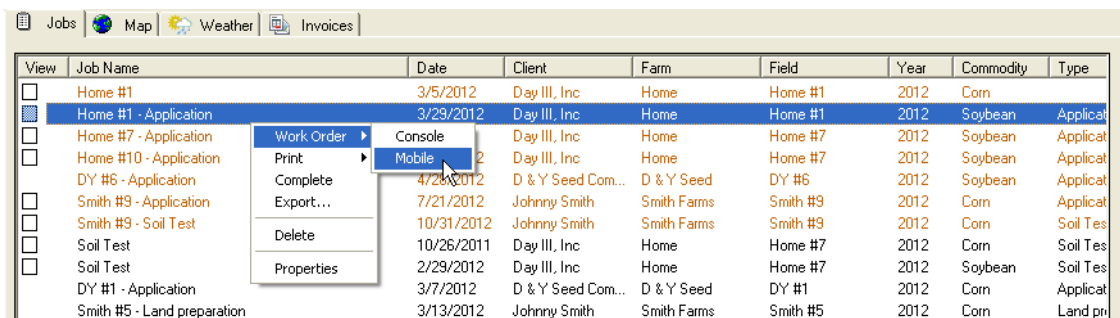 Jobs Map Weather Invoices
View Job Name Date Client Farm Field Year Commodity Type
Home #1 3/5/2012 Day III, Inc Home Home #1 2012 Corn
Home #1 - Application 3/29/2012 Day III, Inc Home Home #1 2012 Soybean Applicat
Home #7 - Application Day III, Inc Home Home #7 2012 Soybean Applicat
Home #10 - Application 2 Day III, Inc Home Home #7 2012 Soybean Applicat
DY #6 - Application D & Y Seed Com... D & Y Seed DY #6 2012 Soybean Applicat
Smith #9 - Application 7/21/2012 Johnny Smith Smith Farms Smith #9 2012 Corn Applicat
Smith #9 - Soil Test 10/31/2012 Johnny Smith Smith Farms Smith #9 2012 Corn Soil Tes
Soil Test 10/26/2011 Day III, Inc Home Home #7 2012 Corn Soil Tes
Soil Test 2/29/2012 Day III, Inc Home Home #7 2012 Soybean Soil Tes
DY #1 - Application 3/7/2012 D & Y Seed Com... D & Y Seed DY #1 2012 Corn Applicat
Smith #5 - Land preparation 3/13/2012 Johnny Smith Smith Farms Smith #5 2012 Corn Land pre
Work Order
Print
Complete
Export...
Delete
Properties
Console
Mobile